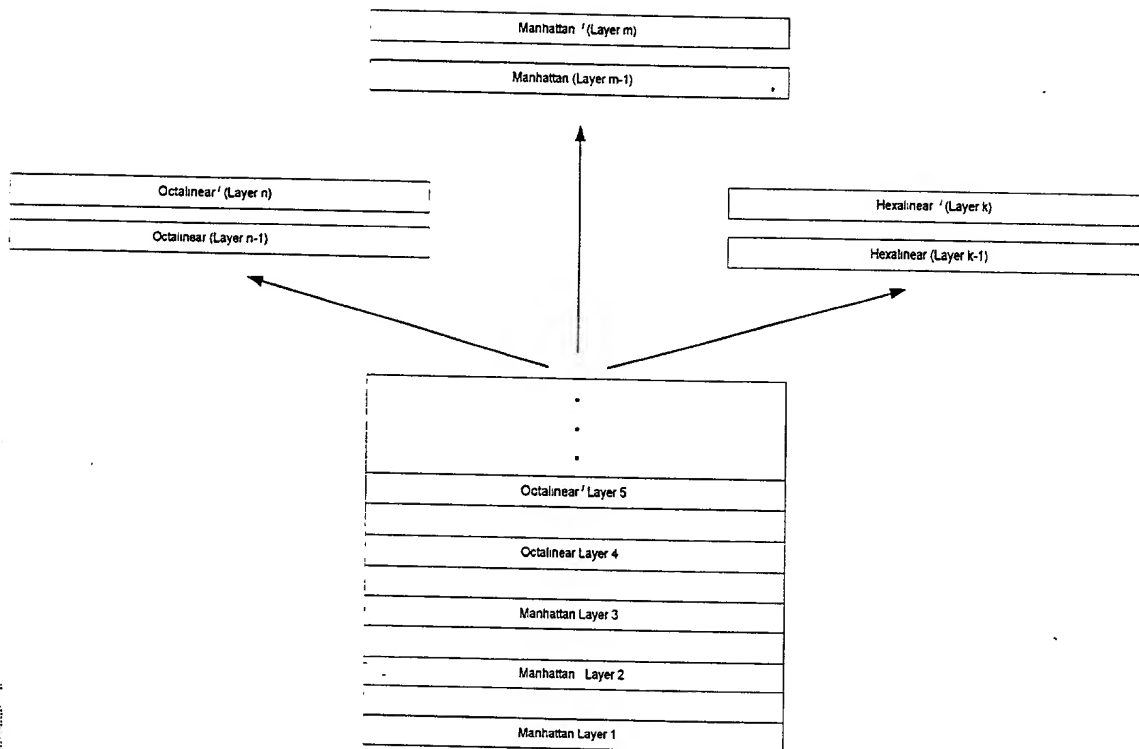 Manhattan ' (Layer m)
Manhattan (Layer m-1)
Octalinear ' (Layer n)
Octalinear (Layer n-1)
Hexalinear ' (Layer k)
Hexalinear (Layer k-1)
Octalinear ' Layer 5
Octalinear Layer 4
Manhattan Layer 3
Manhattan Layer 2
Manhattan Layer 1